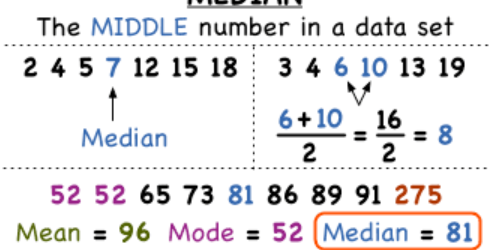 MEDIAN
The MIDDLE number in a data set
2 4 5 7 12 15 18
Median
3 4 6 10 13 19
6+10/2 = 16/2 = 8
52 52 65 73 81 86 89 91 275
Mean = 96 Mode = 52 Median = 81